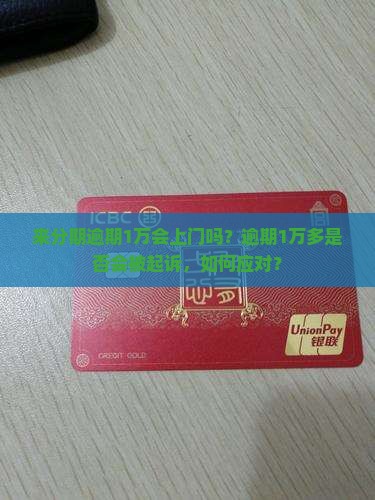 ICBC
来分期逾期1万会上门吗？逾期1万多是
否会被起诉，如何应对？
UnionPay
银联
CREDIT GOLD